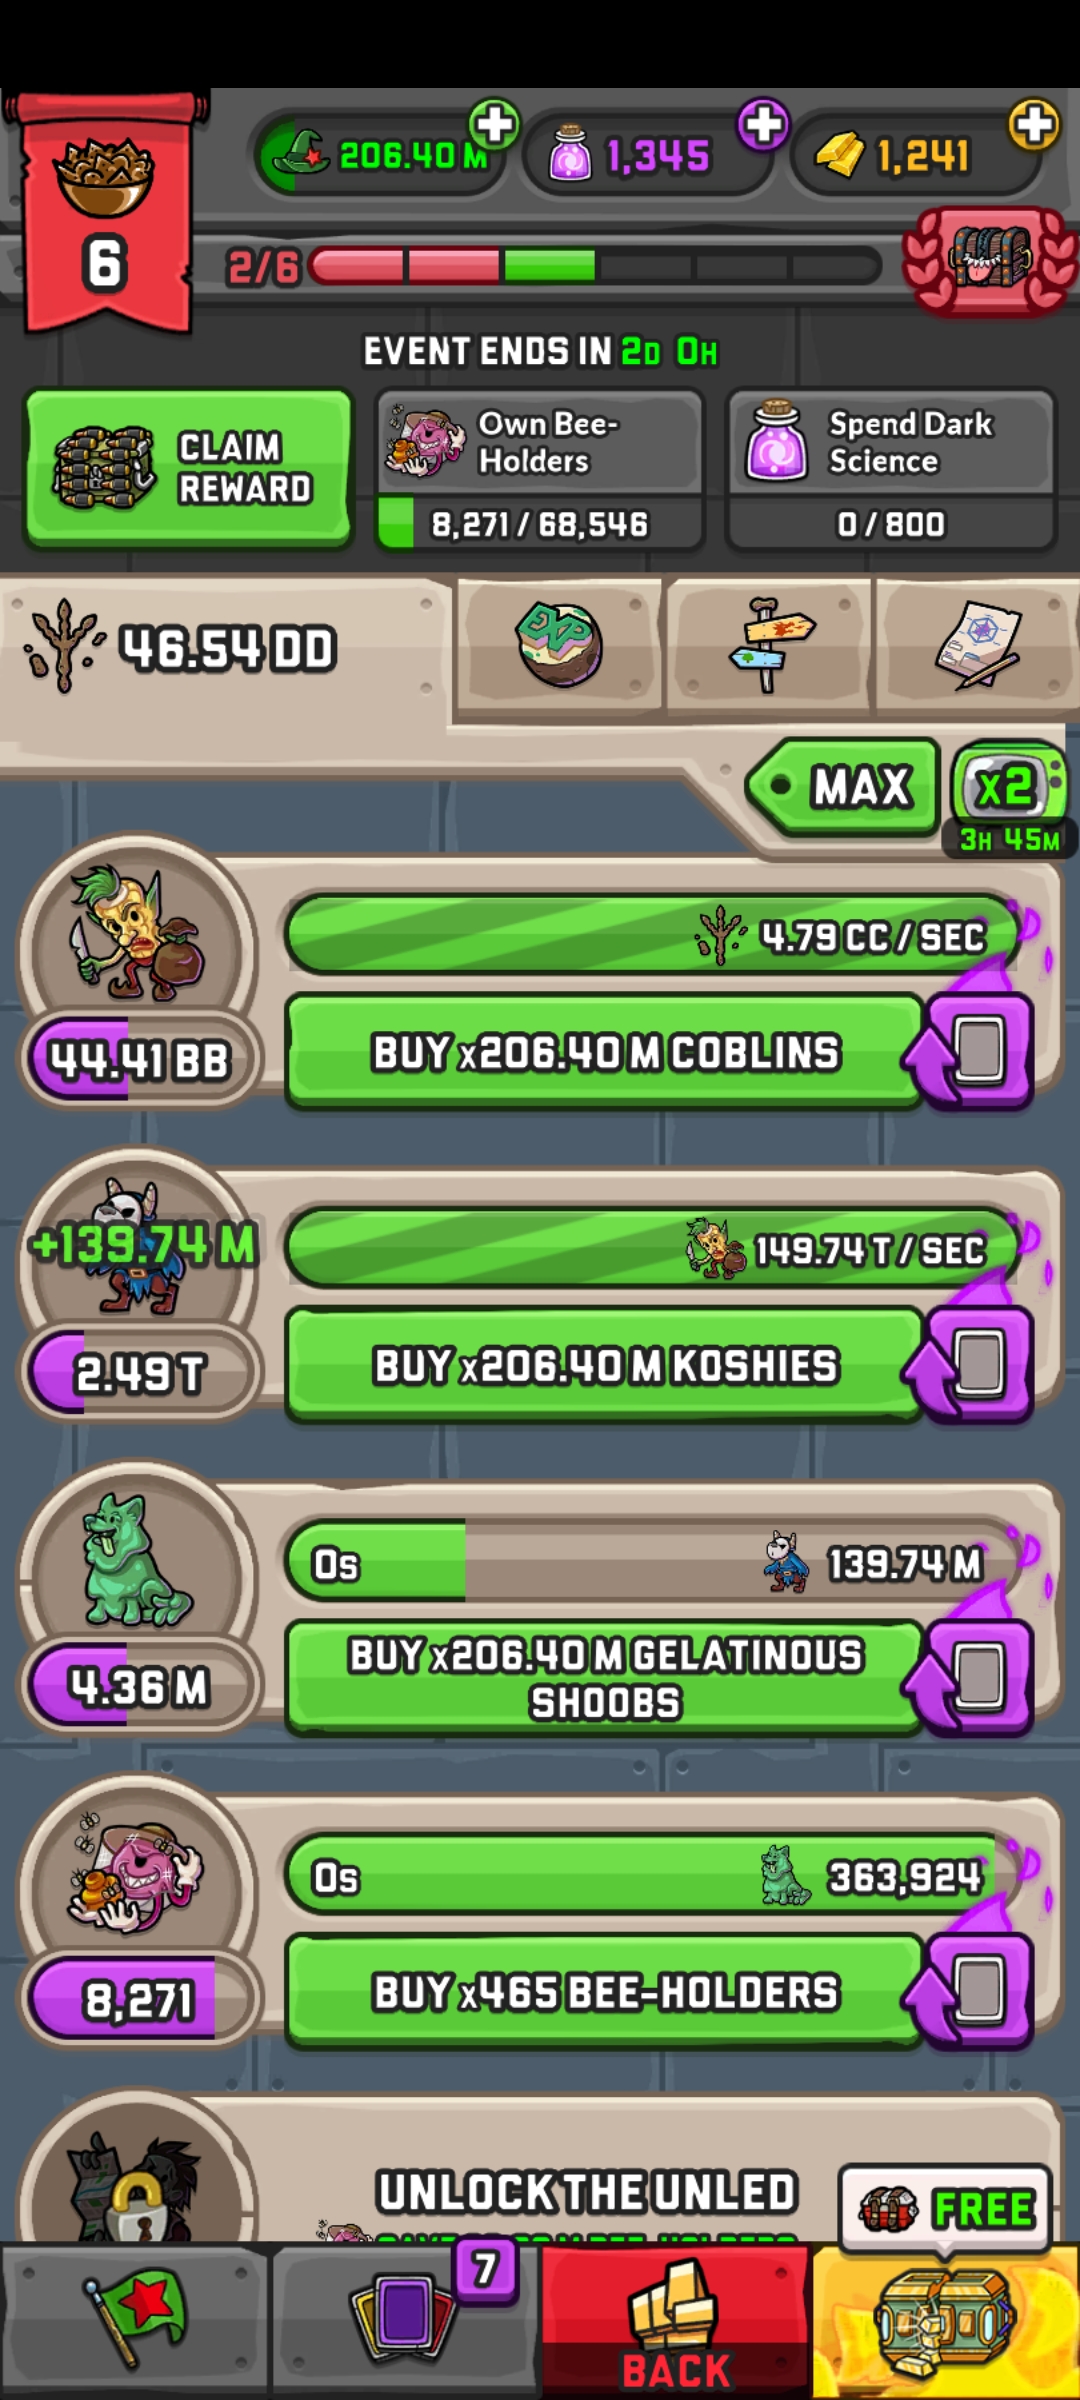 206.40 M
1,345
1,241
6
2/6
EVENT ENDS IN 2D 0H
CLAIM
REWARD
Own Bee-
Holders
8,271 / 68,546
Spend Dark
Science
0 / 800
46.54 DD
EXP
MAX
x2
3H 45M
4.79 CC / SEC
44.41 BB
BUY x206.40 M COBLINS
+139.74 M
149.74 T / SEC
2.49 T
BUY x206.40 M KOSHIES
0s
139.74 M
4.36 M
BUY x206.40 M GELATINOUS
SHOOBS
0s
363,924
8,271
BUY x465 BEE-HOLDERS
UNLOCK THE UNLED
FREE
7
BACK